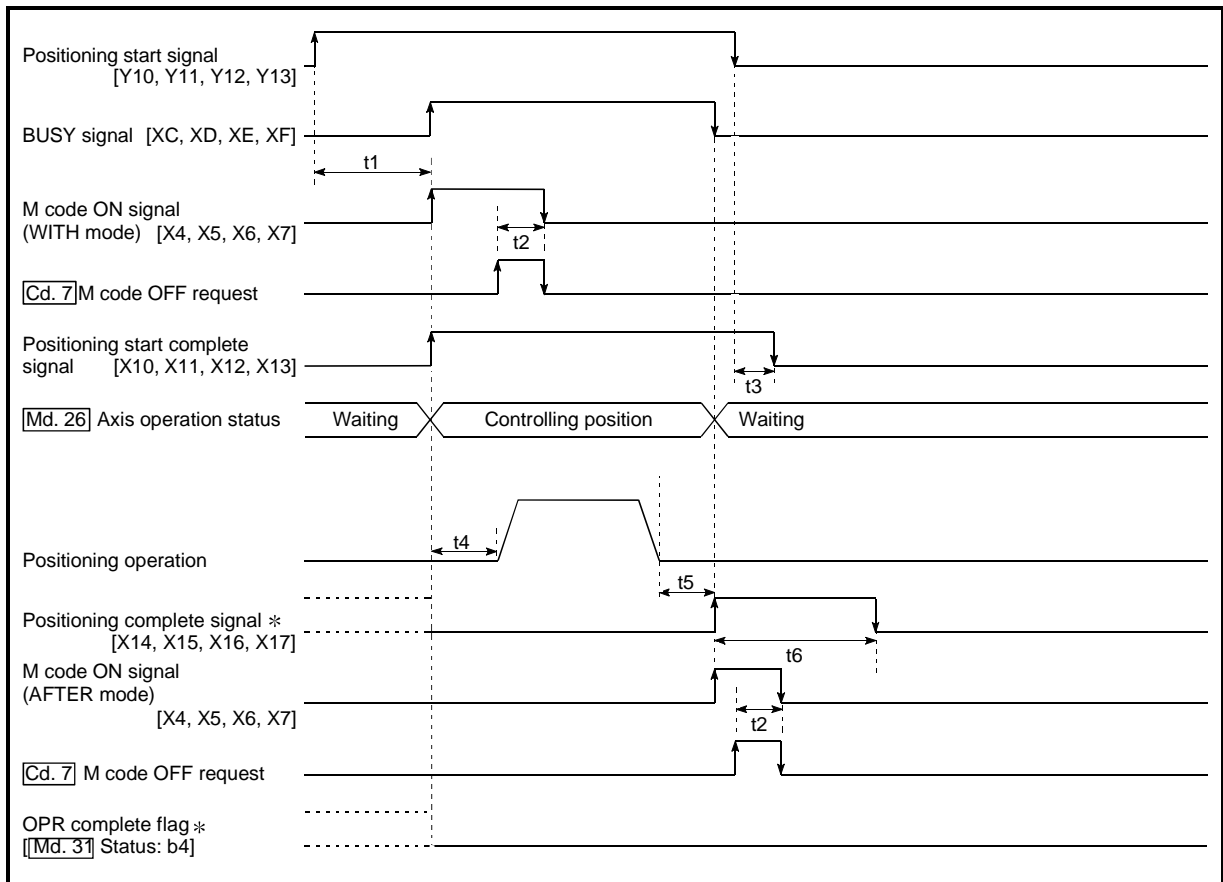 Positioning start signal
[Y10, Y11, Y12, Y13]
BUSY signal [XC, XD, XE, XF]
t1
M code ON signal
(WITH mode) [X4, X5, X6, X7]
t2
Cd. 7 M code OFF request
Positioning start complete
signal [X10, X11, X12, X13]
t3
Md. 26 Axis operation status Waiting Controlling position Waiting
t4
Positioning operation
t5
Positioning complete signal *
[X14, X15, X16, X17]
t6
M code ON signal
(AFTER mode)
[X4, X5, X6, X7]
t2
Cd. 7 M code OFF request
OPR complete flag *
[Md. 31 Status: b4]